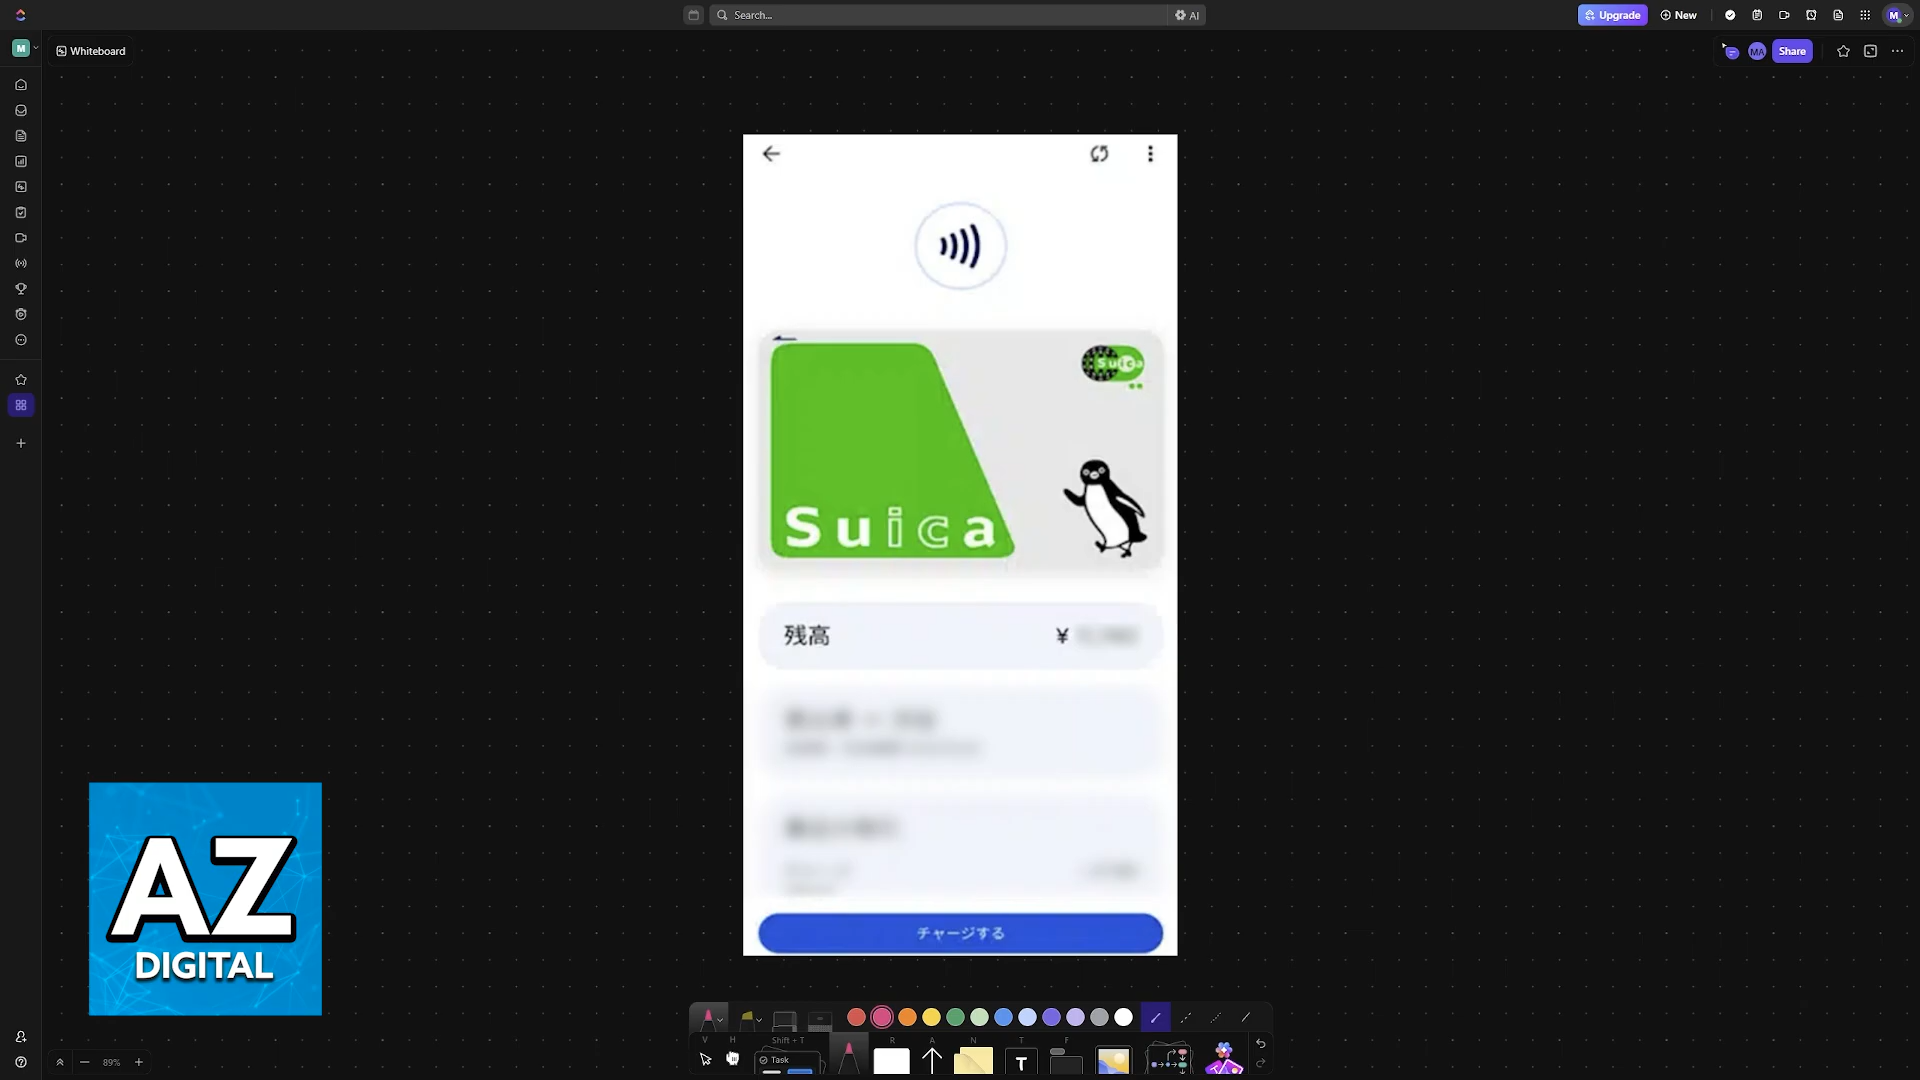 Search...
AI
Upgrade
New
M
M
Whiteboard
MA
Share
Suica
Suica
残高
¥
チャージする
AZ
DIGITAL
Shift + T
V
H
R
A
N
T
F
Task
T
89%